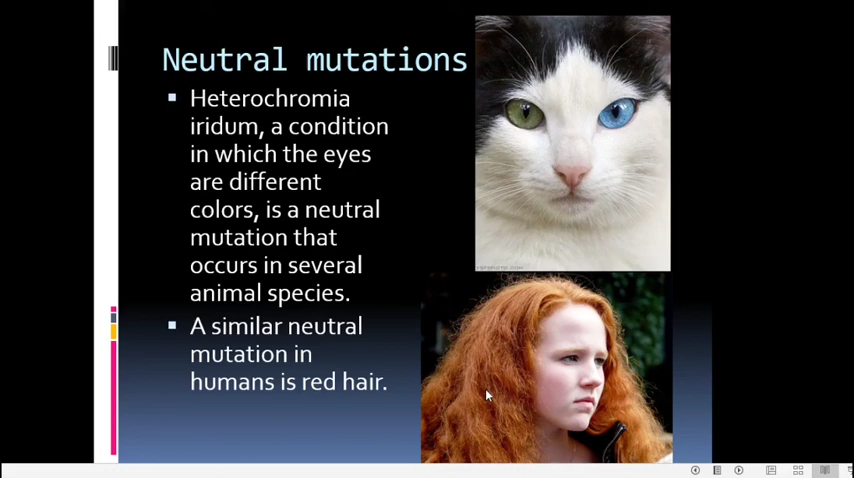 Neutral mutations
Heterochromia
iridum, a condition
in which the eyes
are different
colors, is a neutral
mutation that
occurs in several
animal species.
A similar neutral
mutation in
humans is red hair.